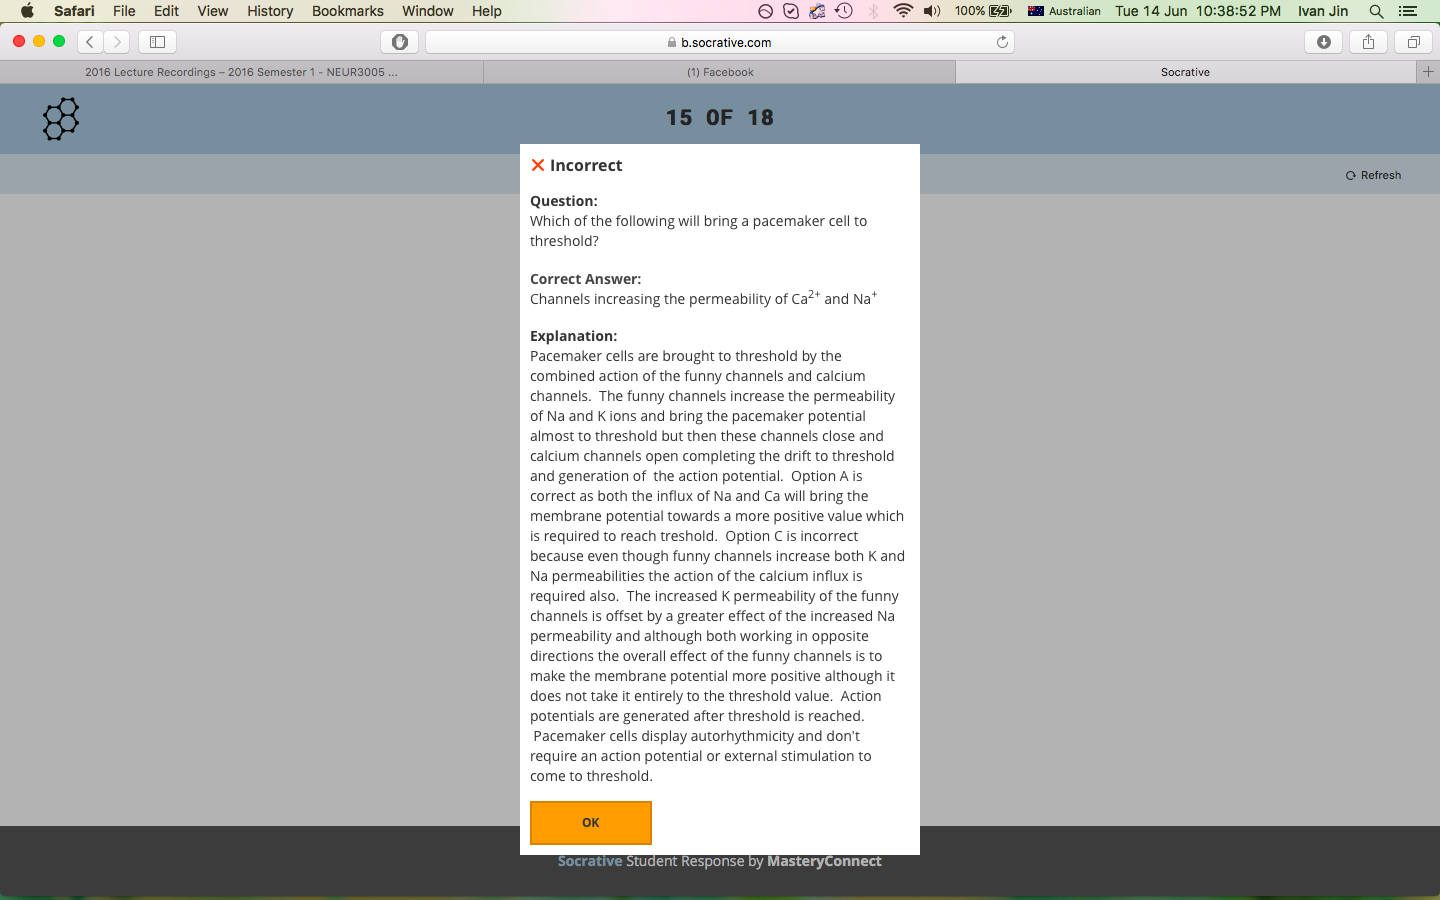 Safari File Edit View History Bookmarks Window Help 100% Australian Tue 14 Jun 10:38:52 PM Ivan Jin
b.socrative.com
2016 Lecture Recordings – 2016 Semester 1 - NEUR3005 ... (1) Facebook Socrative
15 OF 18
Incorrect
Refresh
Question:
Which of the following will bring a pacemaker cell to
threshold?
Correct Answer:
Channels increasing the permeability of Ca2+ and Na+
Explanation:
Pacemaker cells are brought to threshold by the
combined action of the funny channels and calcium
channels.  The funny channels increase the permeability
of Na and K ions and bring the pacemaker potential
almost to threshold but then these channels close and
calcium channels open completing the drift to threshold
and generation of  the action potential.  Option A is
correct as both the influx of Na and Ca will bring the
membrane potential towards a more positive value which
is required to reach treshold.  Option C is incorrect
because even though funny channels increase both K and
Na permeabilities the action of the calcium influx is
required also.  The increased K permeability of the funny
channels is offset by a greater effect of the increased Na
permeability and although both working in opposite
directions the overall effect of the funny channels is to
make the membrane potential more positive although it
does not take it entirely to the threshold value.  Action
potentials are generated after threshold is reached.
Pacemaker cells display autorhythmicity and don't
require an action potential or external stimulation to
come to threshold.
OK
Socrative Student Response by MasteryConnect